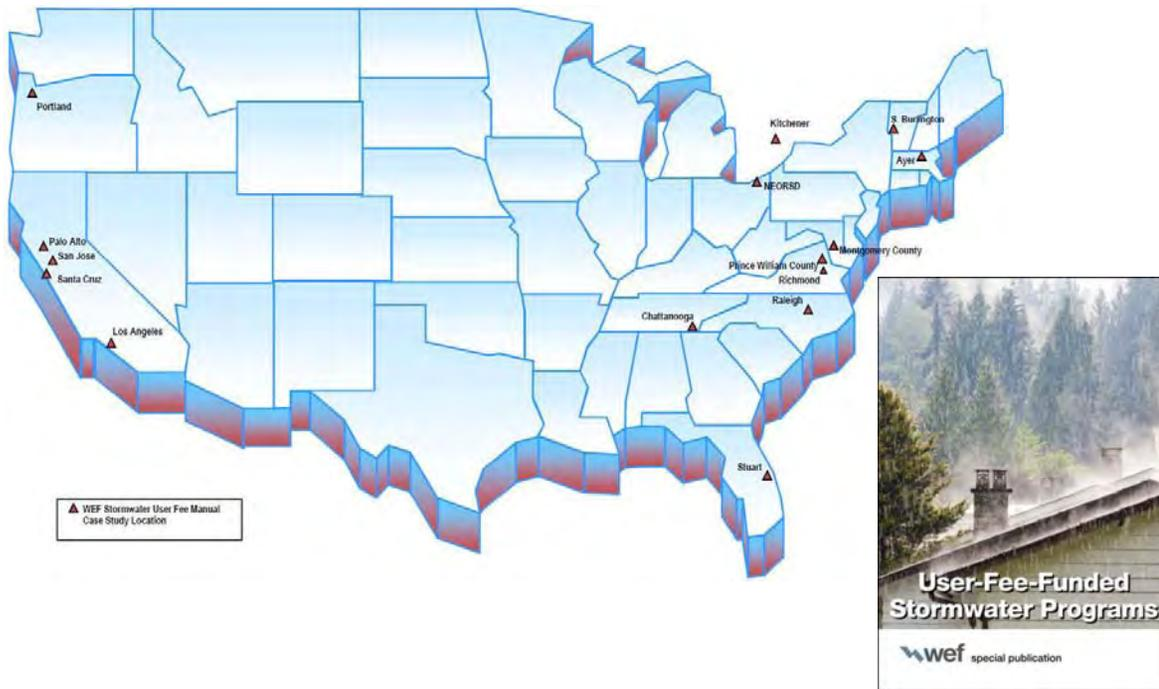 Portland
Kitchener
S. Burlington
Ayer
NEORSD
Palo Alto
San Jose
Santa Cruz
Montgomery County
Prince William County
Richmond
Raleigh
Chattanooga
Los Angeles
Stuart
WEF Stormwater User Fee Manual
Case Study Location
User-Fee-Funded
Stormwater Programs
wef special publication